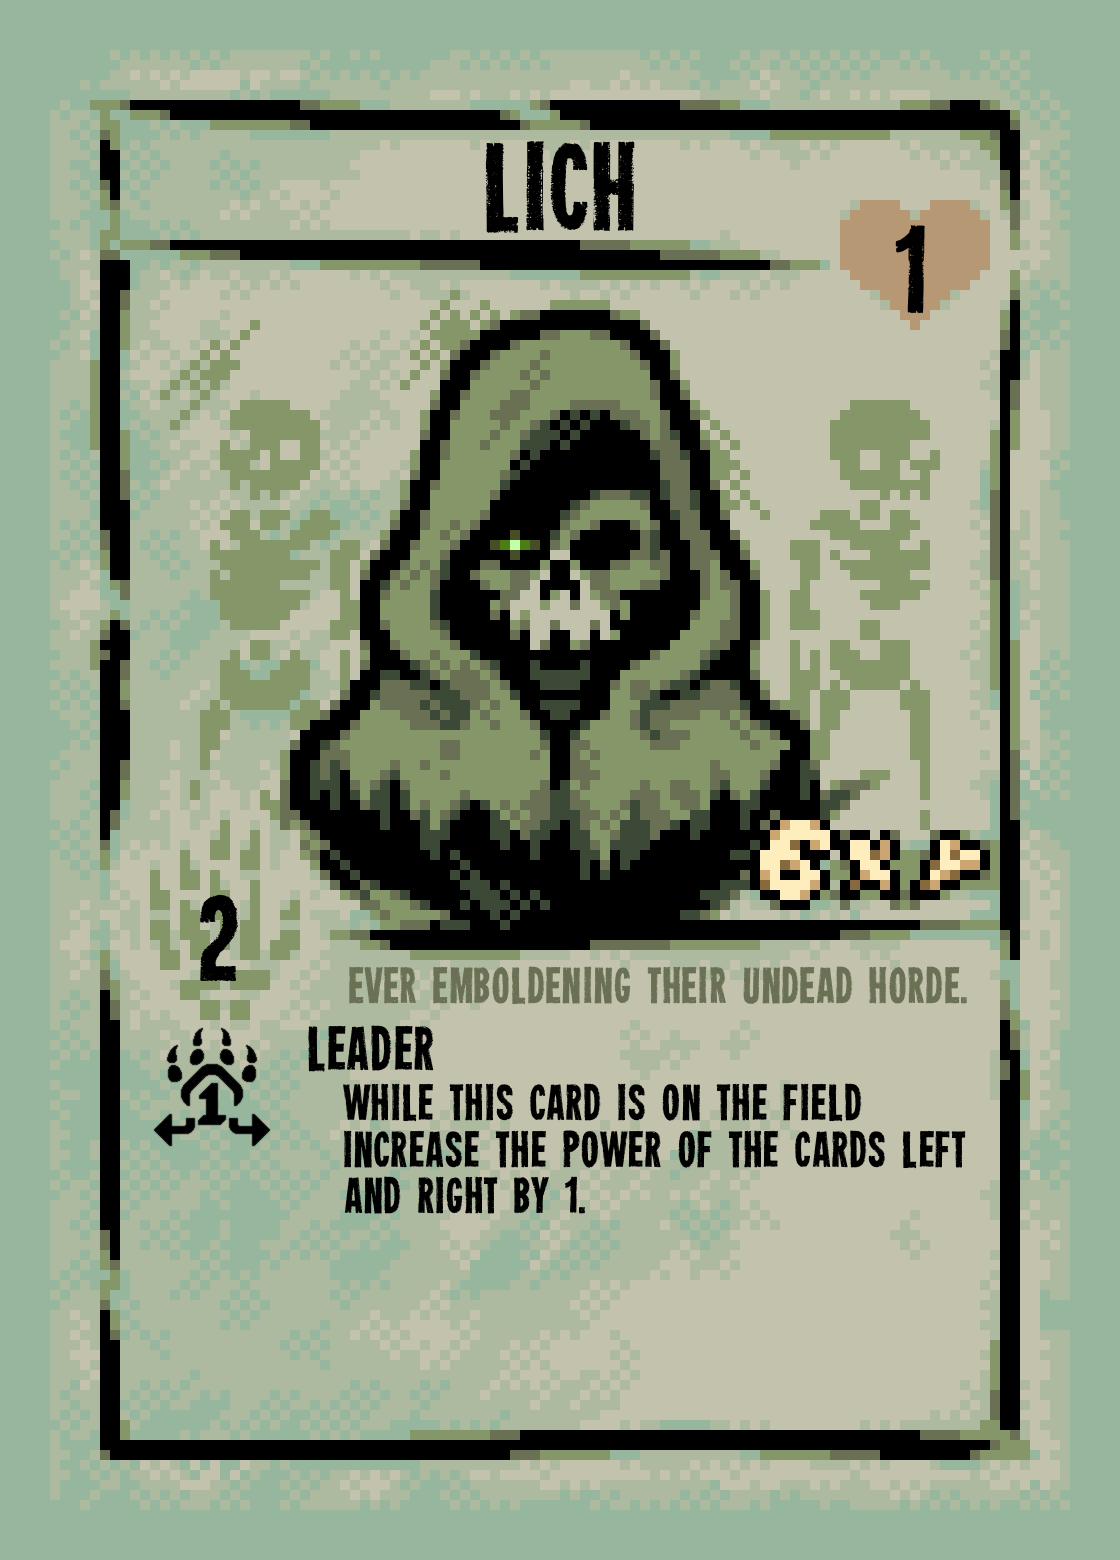 LICH
1
6 X
2
EVER EMBOLDENING THEIR UNDEAD HORDE.
LEADER
1
WHILE THIS CARD IS ON THE FIELD
INCREASE THE POWER OF THE CARDS LEFT
AND RIGHT BY 1.